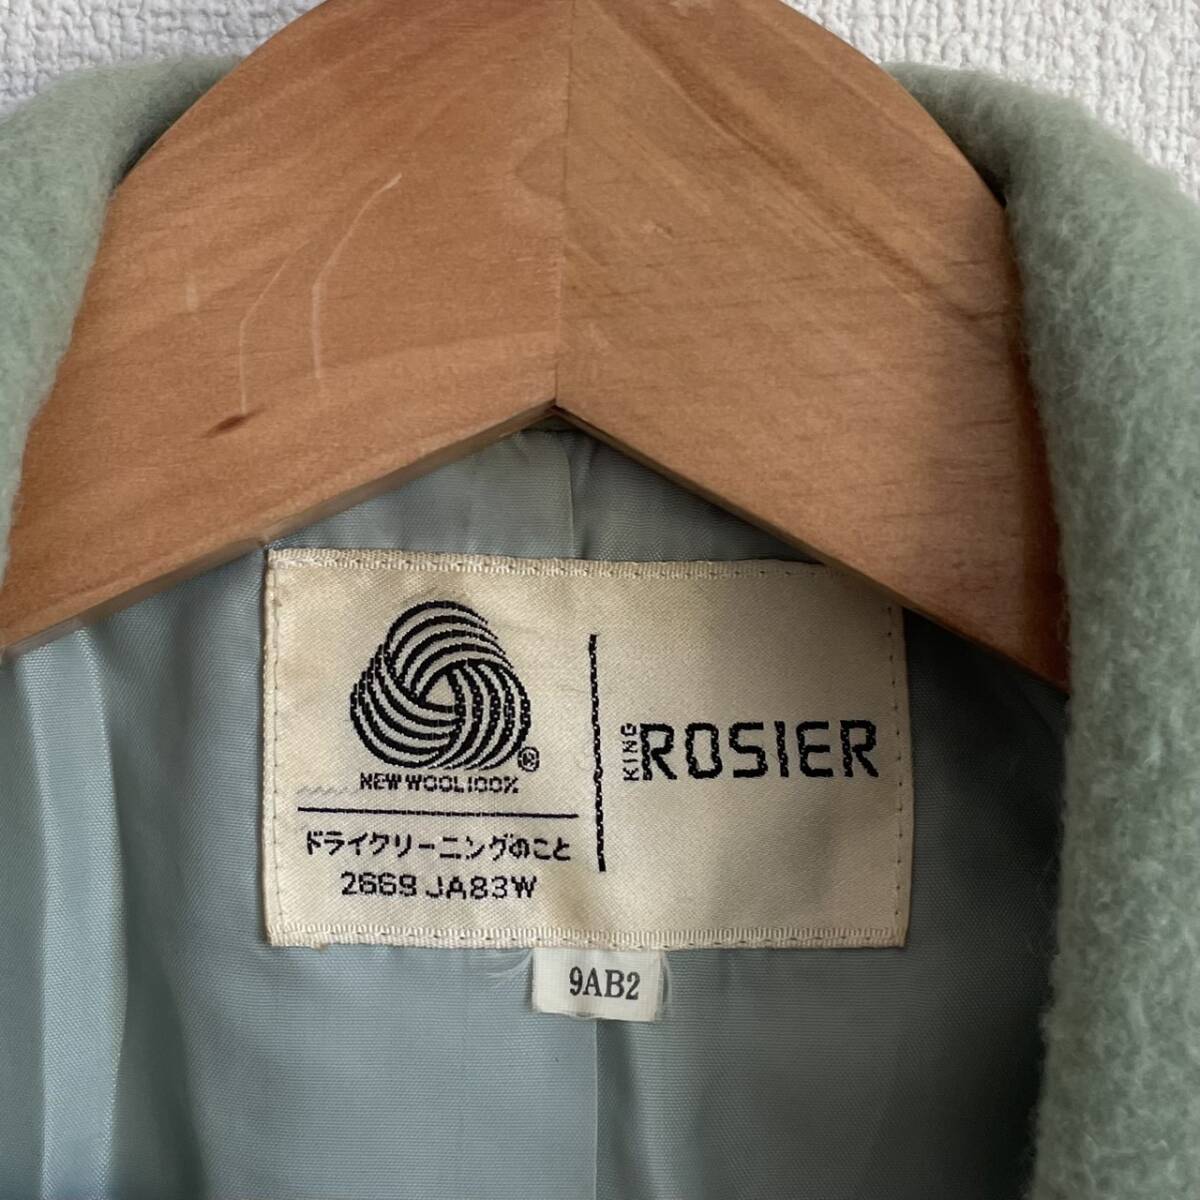 ®
NEW WOOL100%
ドライクリーニングのこと
2669 JA83W
KING
ROSIER
9AB2